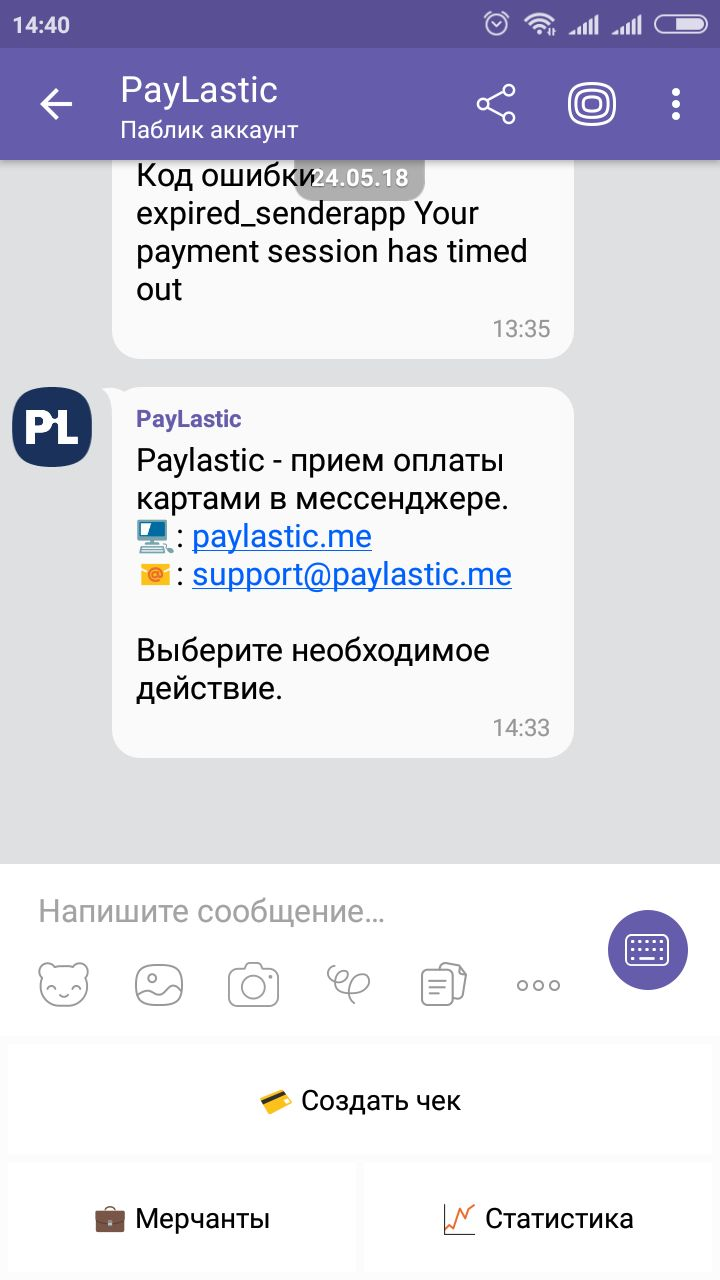 14:40
PayLastic
Паблик аккаунт
24.05.18
Код ошибки
expired_senderapp Your
payment session has timed
out
13:35
PL
PayLastic
Paylastic - прием оплаты
картами в мессенджере.
: paylastic.me
: support@paylastic.me
Выберите необходимое
действие.
14:33
Напишите сообщение...
Создать чек
Мерчанты
Статистика